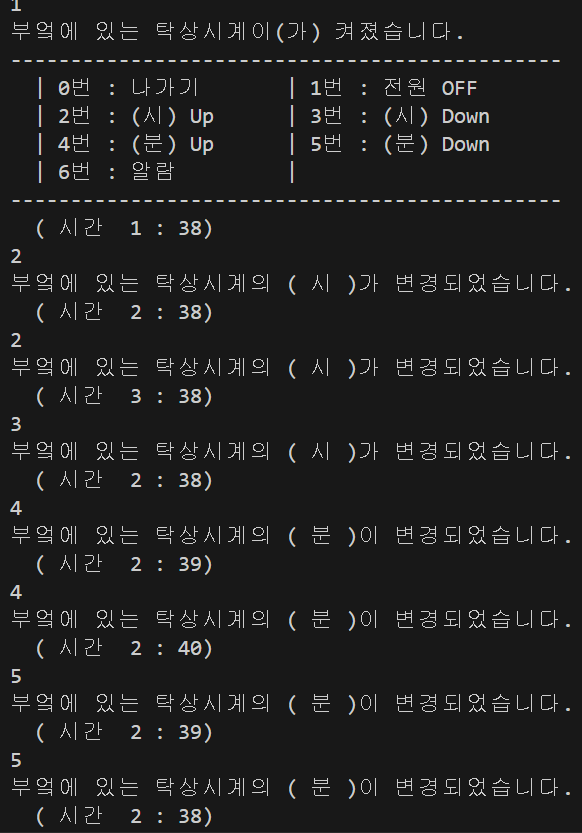 1
부엌에 있는 탁상시계이(가) 켜졌습니다.
----------------------------------------------
| 0번 : 나가기 | 1번 : 전원 OFF
| 2번 : (시) Up | 3번 : (시) Down
| 4번 : (분) Up | 5번 : (분) Down
| 6번 : 알람 |
----------------------------------------------
( 시간 1 : 38)
2
부엌에 있는 탁상시계의 ( 시 )가 변경되었습니다.
( 시간 2 : 38)
2
부엌에 있는 탁상시계의 ( 시 )가 변경되었습니다.
( 시간 3 : 38)
3
부엌에 있는 탁상시계의 ( 시 )가 변경되었습니다.
( 시간 2 : 38)
4
부엌에 있는 탁상시계의 ( 분 )이 변경되었습니다.
( 시간 2 : 39)
4
부엌에 있는 탁상시계의 ( 분 )이 변경되었습니다.
( 시간 2 : 40)
5
부엌에 있는 탁상시계의 ( 분 )이 변경되었습니다.
( 시간 2 : 39)
5
부엌에 있는 탁상시계의 ( 분 )이 변경되었습니다.
( 시간 2 : 38)